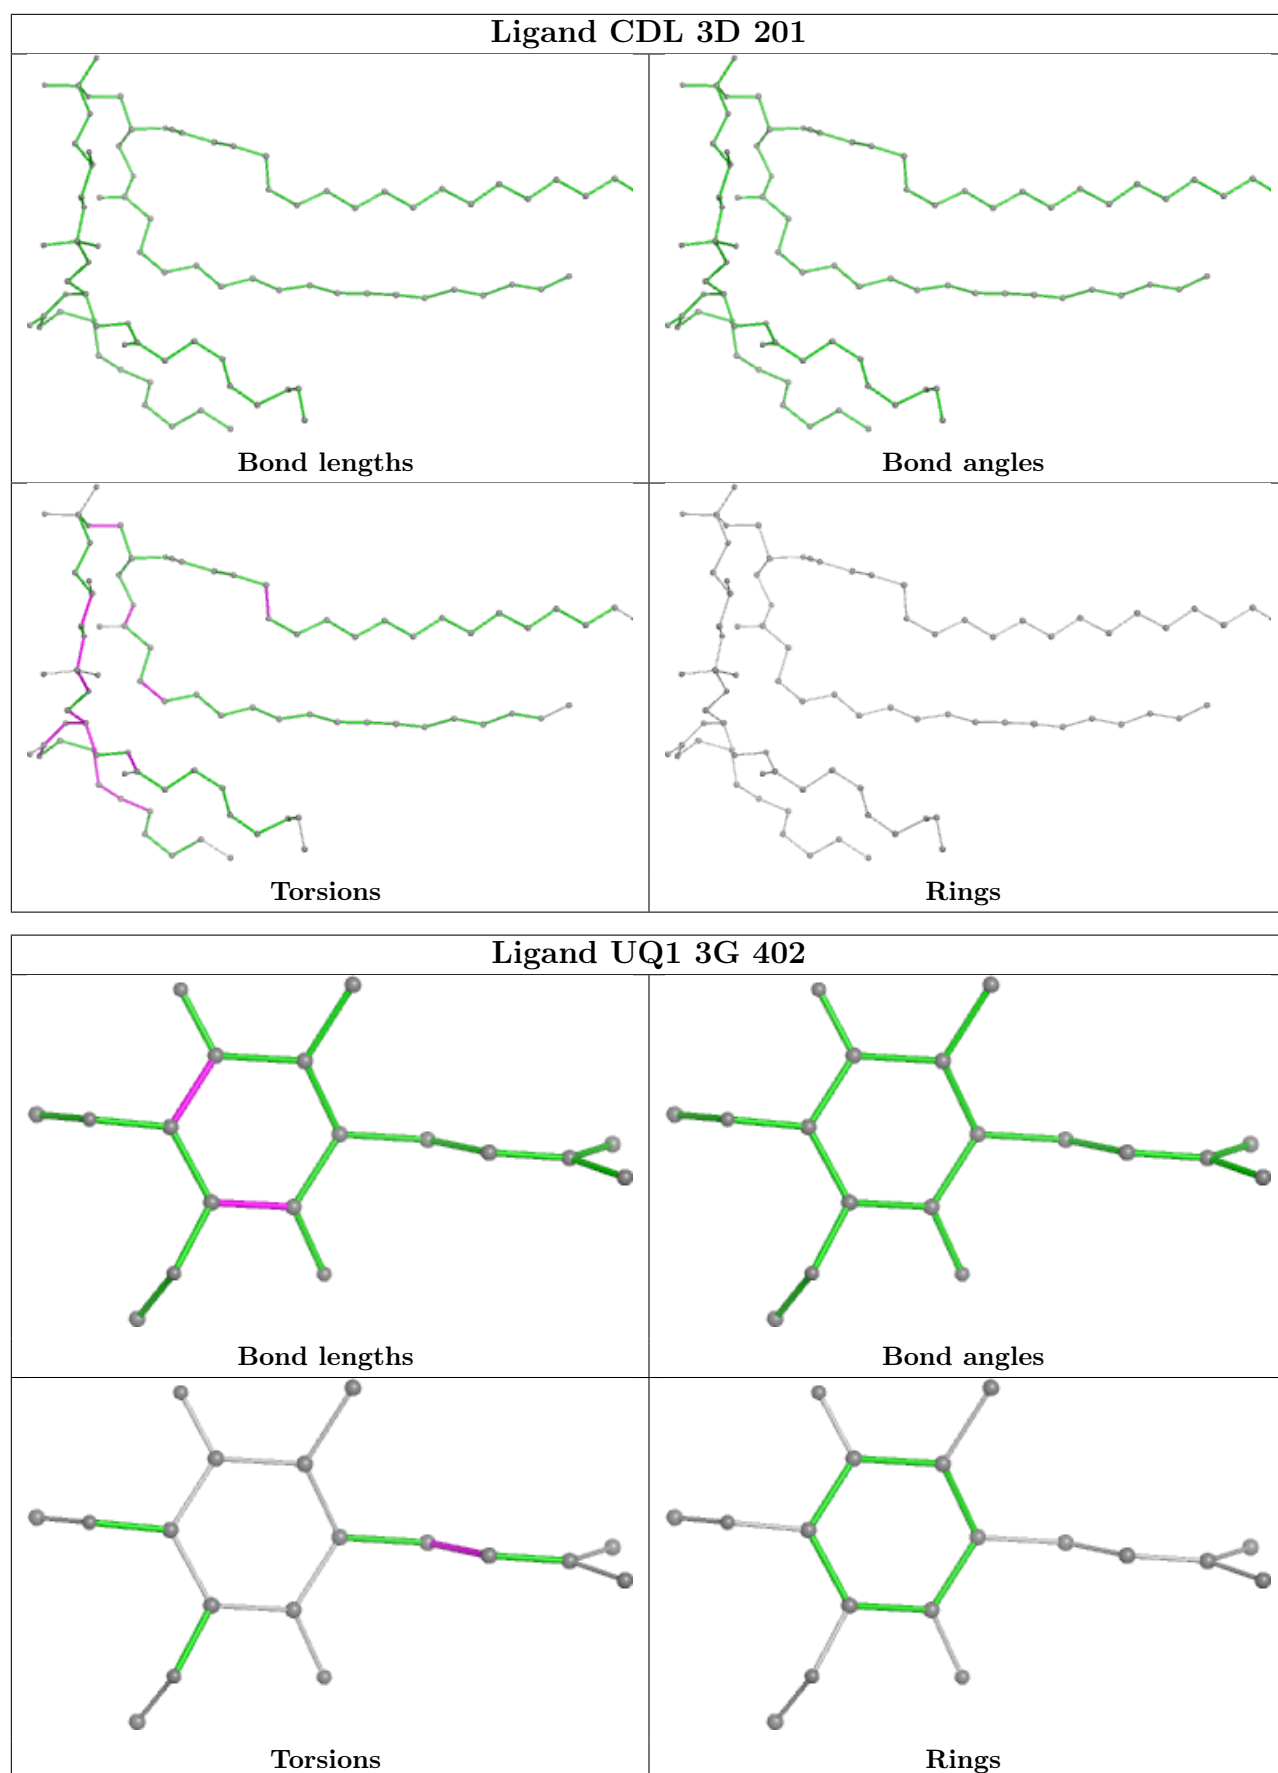 Ligand CDL 3D 201
Bond lengths
Bond angles
Torsions
Rings
Ligand UQ1 3G 402
Bond lengths
Bond angles
Torsions
Rings